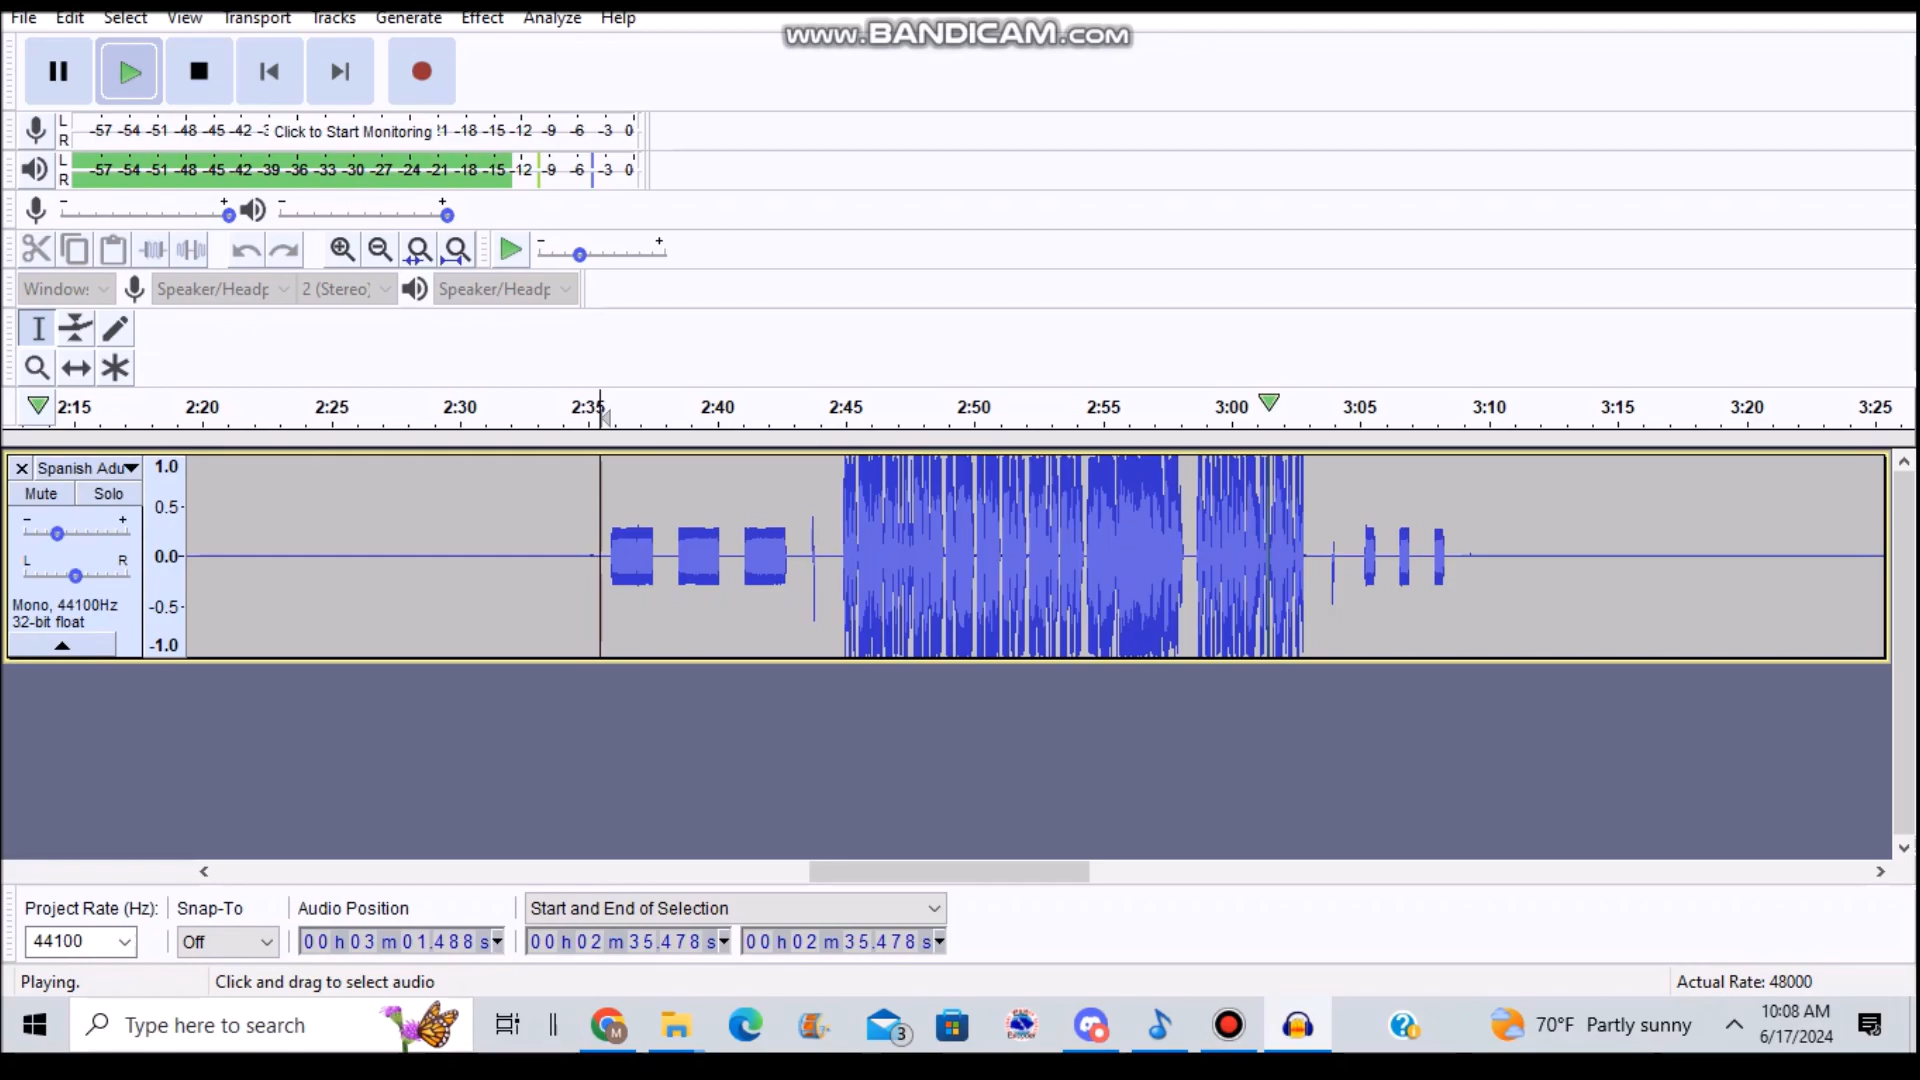 File Edit Select View Transport Tracks Generate Effect Analyze Help
www.BANDICAM.com
L
R
-57 -54 -51 -48 -45 -42 -3 Click to Start Monitoring !1 -18 -15 -12 -9 -6 -3 0
L
R
-57 -54 -51 -48 -45 -42 -39 -36 -33 -30 -27 -24 -21 -18 -15 -12 -9 -6 -3 0
- + - +
- +
Window: Speaker/Headp 2 (Stereo) Speaker/Headp
2:15 2:20 2:25 2:30 2:35 2:40 2:45 2:50 2:55 3:00 3:05 3:10 3:15 3:20 3:25
Spanish Adu 1.0
Mute Solo
0.5
- +
L R
0.0
Mono, 44100Hz
-0.5
32-bit float
-1.0
Project Rate (Hz): Snap-To Audio Position Start and End of Selection
44100 Off 00 h 03 m 01.488 s 00 h 02 m 35.478 s 00 h 02 m 35.478 s
Playing. Click and drag to select audio Actual Rate: 48000
Type here to search M 3 70°F Partly sunny 10:08 AM
6/17/2024